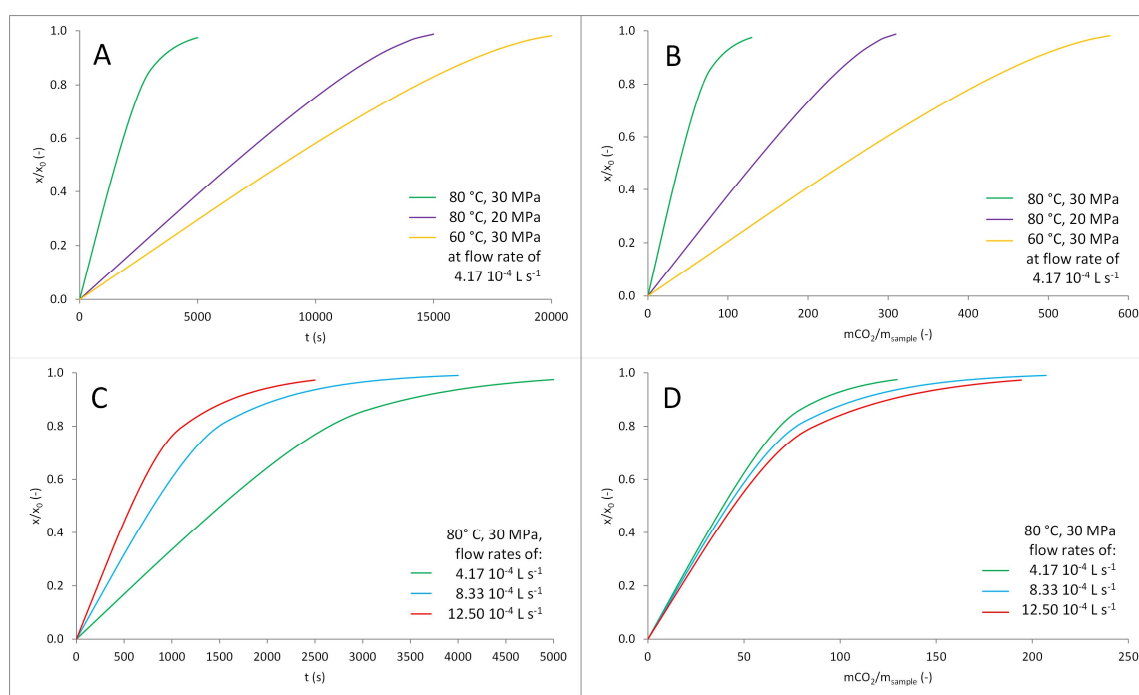 A
x/x₀ (-)
1.0
0.8
0.6
0.4
0.2
0.0
0
5000
10000
15000
20000
t (s)
80 °C, 30 MPa
80 °C, 20 MPa
60 °C, 30 MPa
at flow rate of
4.17 10⁻⁴ L s⁻¹
B
x/x₀ (-)
1.0
0.8
0.6
0.4
0.2
0.0
0
100
200
300
400
500
600
mCO₂/m_sample (-)
80 °C, 30 MPa
80 °C, 20 MPa
60 °C, 30 MPa
at flow rate of
4.17 10⁻⁴ L s⁻¹
C
x/x₀ (-)
1.0
0.8
0.6
0.4
0.2
0.0
0
500
1000
1500
2000
2500
3000
3500
4000
4500
5000
t (s)
80° C, 30 MPa,
flow rates of:
4.17 10⁻⁴ L s⁻¹
8.33 10⁻⁴ L s⁻¹
12.50 10⁻⁴ L s⁻¹
D
x/x₀ (-)
1.0
0.8
0.6
0.4
0.2
0.0
0
50
100
150
200
250
mCO₂/m_sample (-)
80 °C, 30 MPa
flow rates of:
4.17 10⁻⁴ L s⁻¹
8.33 10⁻⁴ L s⁻¹
12.50 10⁻⁴ L s⁻¹